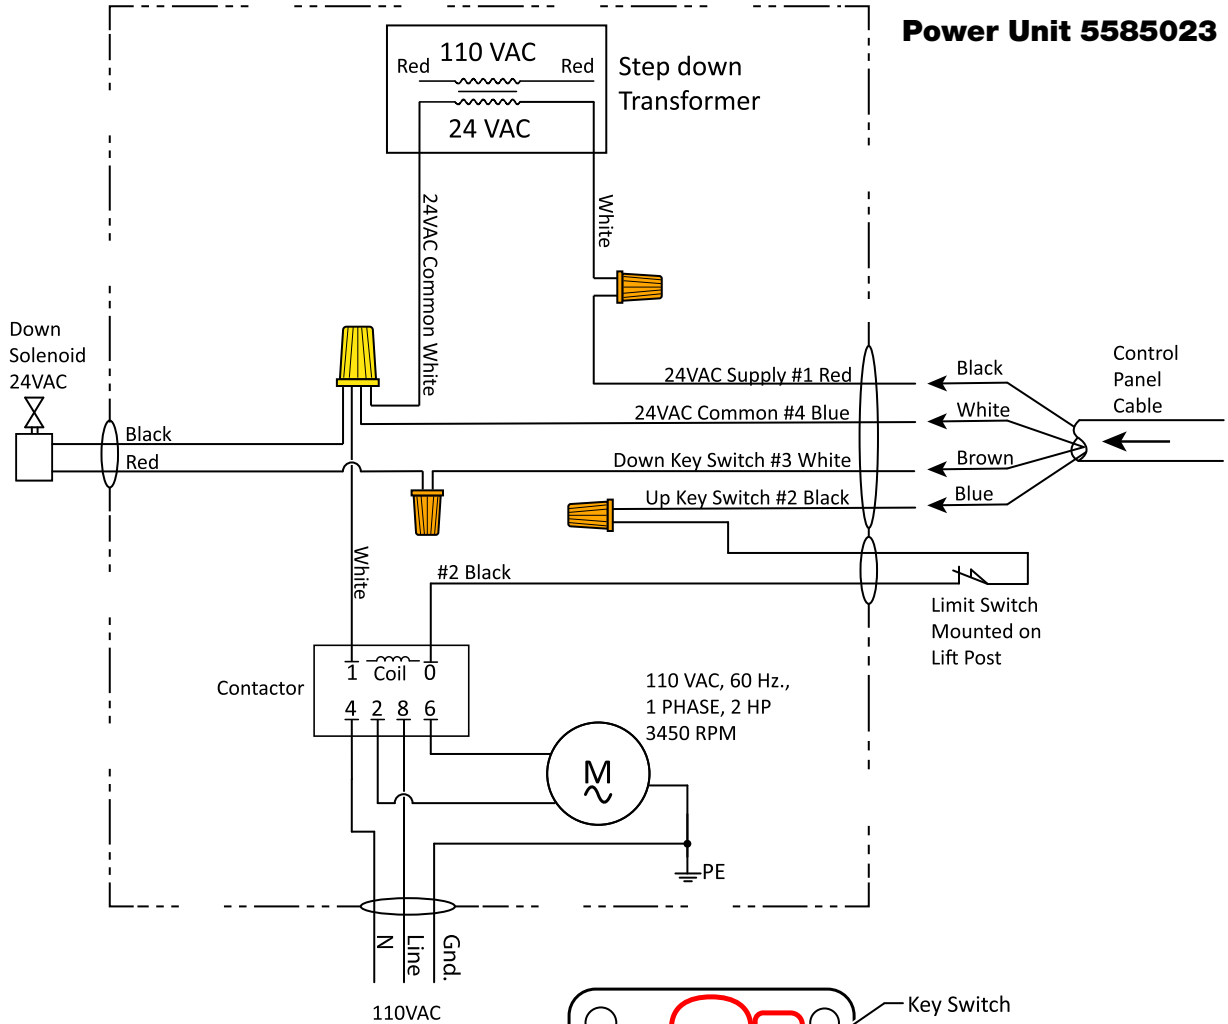 Power Unit 5585023
110 VAC
Red
Red
24 VAC
Step down
Transformer
24VAC Common White
White
Down
Solenoid
24VAC
Black
Red
24VAC Supply #1 Red
24VAC Common #4 Blue
Down Key Switch #3 White
Up Key Switch #2 Black
Black
White
Brown
Blue
Control
Panel
Cable
White
#2 Black
Limit Switch
Mounted on
Lift Post
Contactor
1 Coil 0
4 2 8 6
110 VAC, 60 Hz.,
1 PHASE, 2 HP
3450 RPM
M
PE
N
Line
Gnd.
110VAC
Key Switch